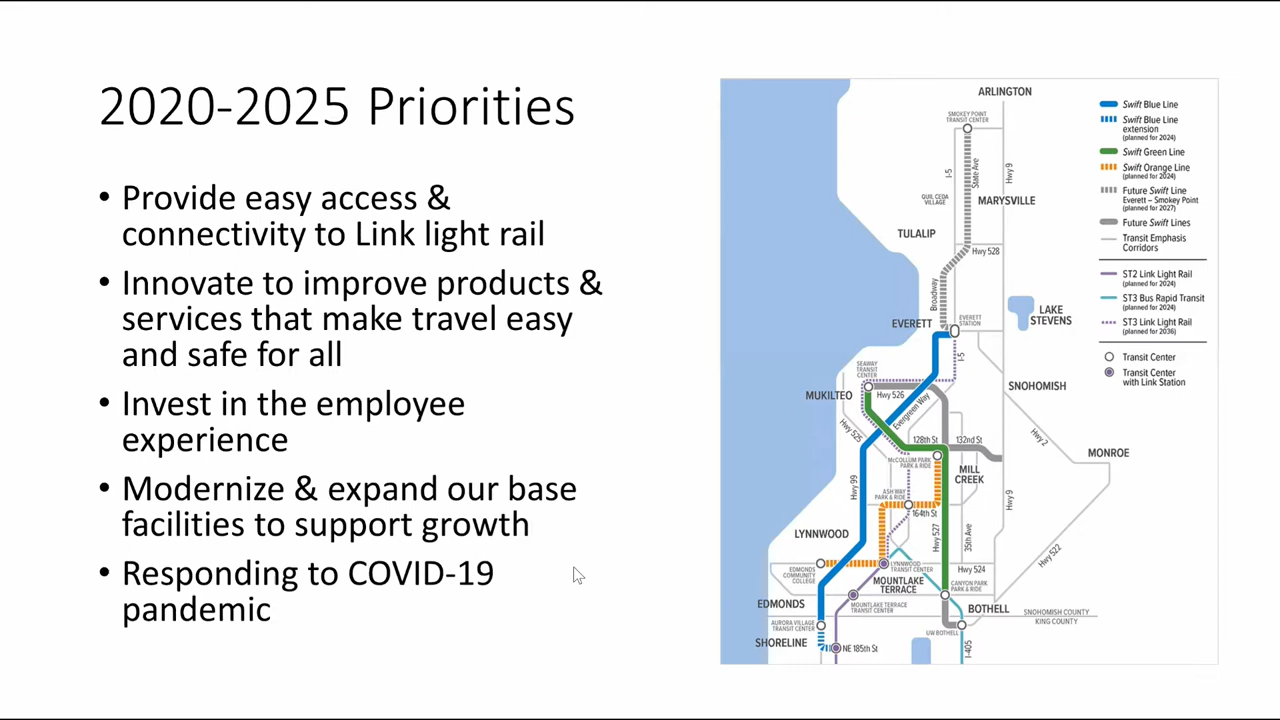 2020-2025 Priorities
• Provide easy access &
connectivity to Link light rail
• Innovate to improve products &
services that make travel easy
and safe for all
• Invest in the employee
experience
• Modernize & expand our base
facilities to support growth
• Responding to COVID-19
pandemic
ARLINGTON
SMOKEY POINT
TRANSIT CENTER
I-5
State Ave
Hwy 9
QUIL CEDA
VILLAGE
MARYSVILLE
TULALIP
Hwy 528
Broadway
EVERETT
EVERETT
STATION
LAKE
STEVENS
I-5
SEAWAY
TRANSIT
CENTER
MUKILTEO
Hwy 526
Evergreen Way
SNOHOMISH
Hwy 525
128th St
132nd St
Hwy 2
McCOLLUM PARK
PARK & RIDE
MILL
CREEK
MONROE
Hwy 99
ASH WAY
PARK & RIDE
164th St
Hwy 9
LYNNWOOD
Hwy 527
35th Ave
Hwy 522
EDMONDS
COMMUNITY
COLLEGE
LYNNWOOD
TRANSIT CENTER
Hwy 524
MOUNTLAKE
TERRACE
CANYON PARK
PARK & RIDE
EDMONDS
MOUNTLAKE TERRACE
TRANSIT CENTER
BOTHELL
SNOHOMISH COUNTY
KING COUNTY
AURORA VILLAGE
TRANSIT CENTER
UW BOTHELL
SHORELINE
NE 185th St
I-405
Swift Blue Line
Swift Blue Line
extension
(planned for 2024)
Swift Green Line
Swift Orange Line
(planned for 2024)
Future Swift Line
Everett – Smokey Point
(planned for 2027)
Future Swift Lines
Transit Emphasis
Corridors
ST2 Link Light Rail
(planned for 2024)
ST3 Bus Rapid Transit
(planned for 2024)
ST3 Link Light Rail
(planned for 2036)
Transit Center
Transit Center
with Link Station